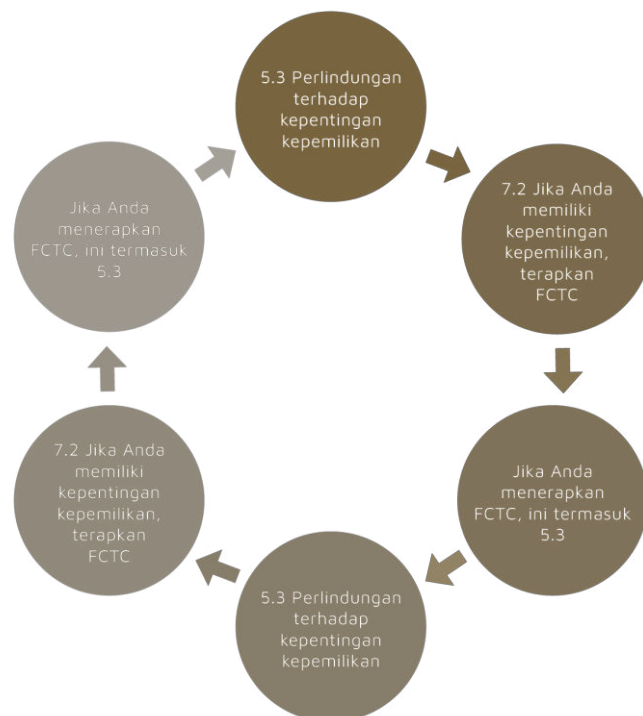 5.3 Perlindungan
terhadap
kepentingan
kepemilikan
7.2 Jika Anda
memiliki
kepentingan
kepemilikan,
terapkan
FCTC
Jika Anda
menerapkan
FCTC, ini termasuk
5.3
5.3 Perlindungan
terhadap
kepentingan
kepemilikan
7.2 Jika Anda
memiliki
kepentingan
kepemilikan,
terapkan
FCTC
Jika Anda
menerapkan
FCTC, ini termasuk
5.3